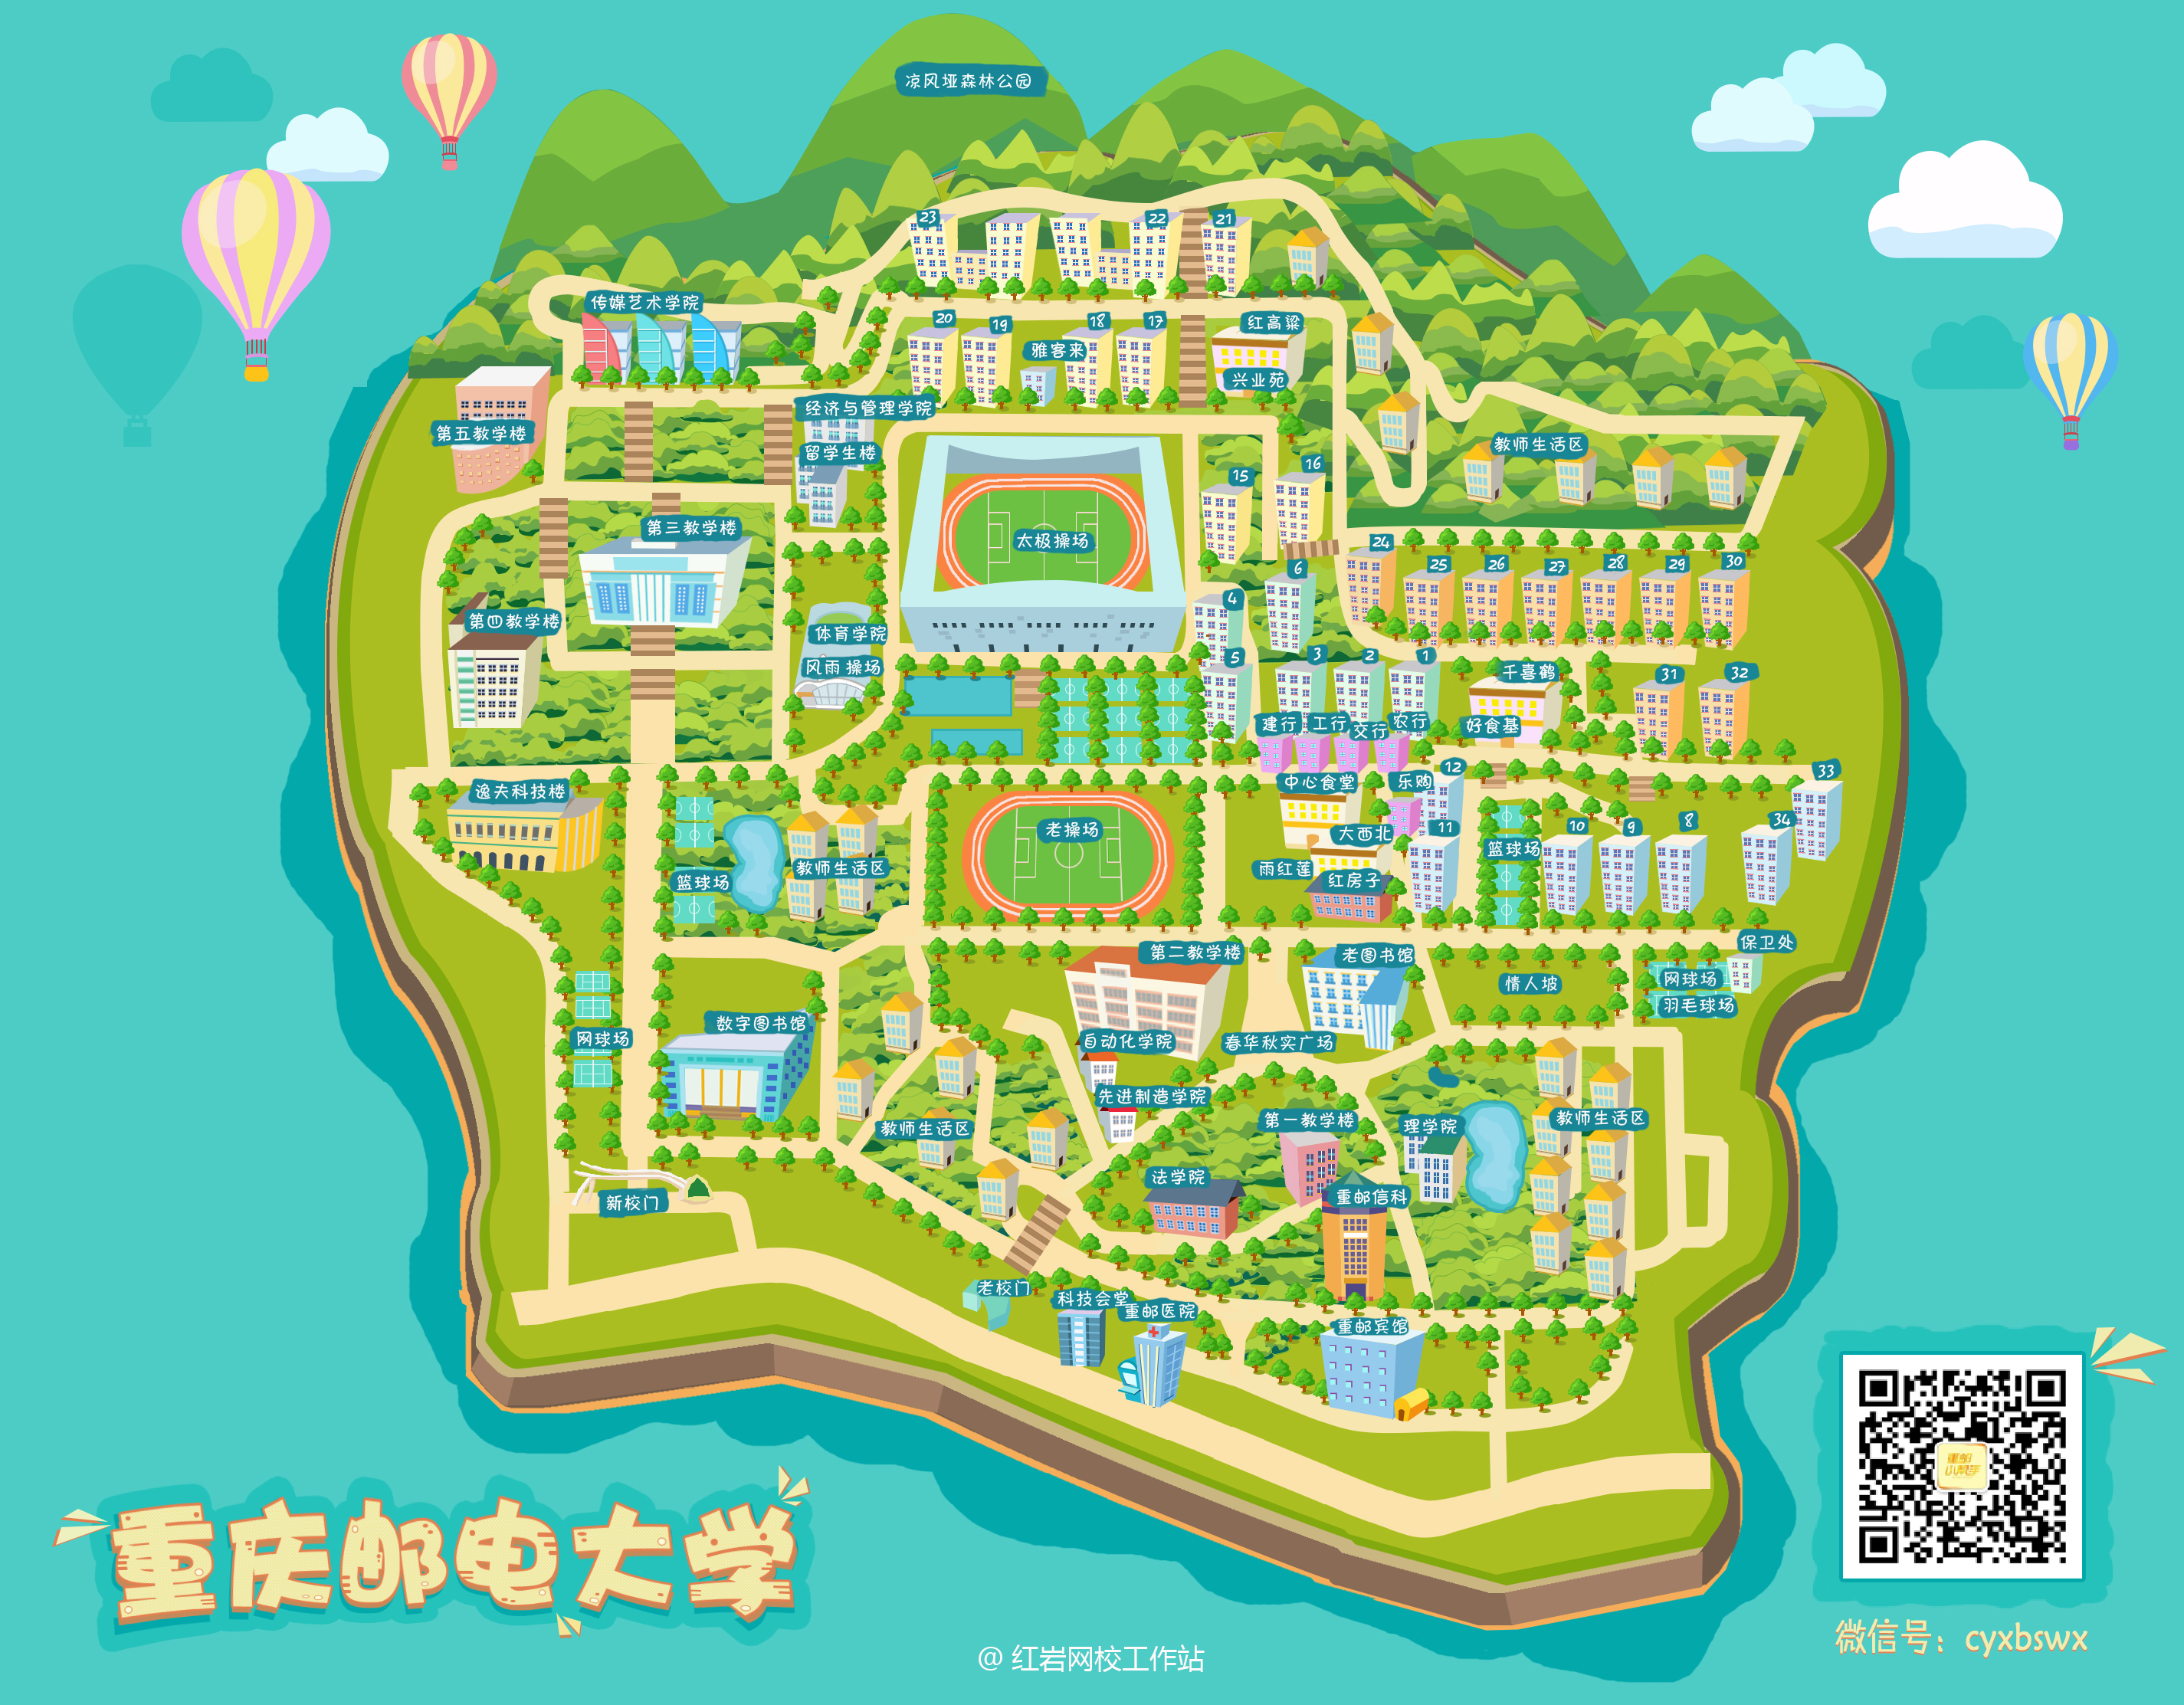 凉风垭森林公园
23
22
21
传媒艺术学院
20
19
18
17
红高粱
雅客来
兴业苑
经济与管理学院
第五教学楼
留学生楼
教师生活区
15
16
第三教学楼
太极操场
24
25
26
27
28
29
30
6
4
第四教学楼
体育学院
风雨操场
5
3
2
1
千喜鹤
31
32
建行
工行
交行
农行
好食基
逸夫科技楼
中心食堂
乐购
12
33
老操场
大西北
11
篮球场
10
9
8
34
教师生活区
篮球场
雨红莲
红房子
第二教学楼
老图书馆
保卫处
情人坡
网球场
羽毛球场
数字图书馆
网球场
自动化学院
春华秋实广场
先进制造学院
教师生活区
第一教学楼
理学院
教师生活区
法学院
重邮信科
新校门
老校门
科技会堂
重邮医院
重邮宾馆
重邮
小帮手
重庆邮电大学
微信号：cyxbswx
@ 红岩网校工作站